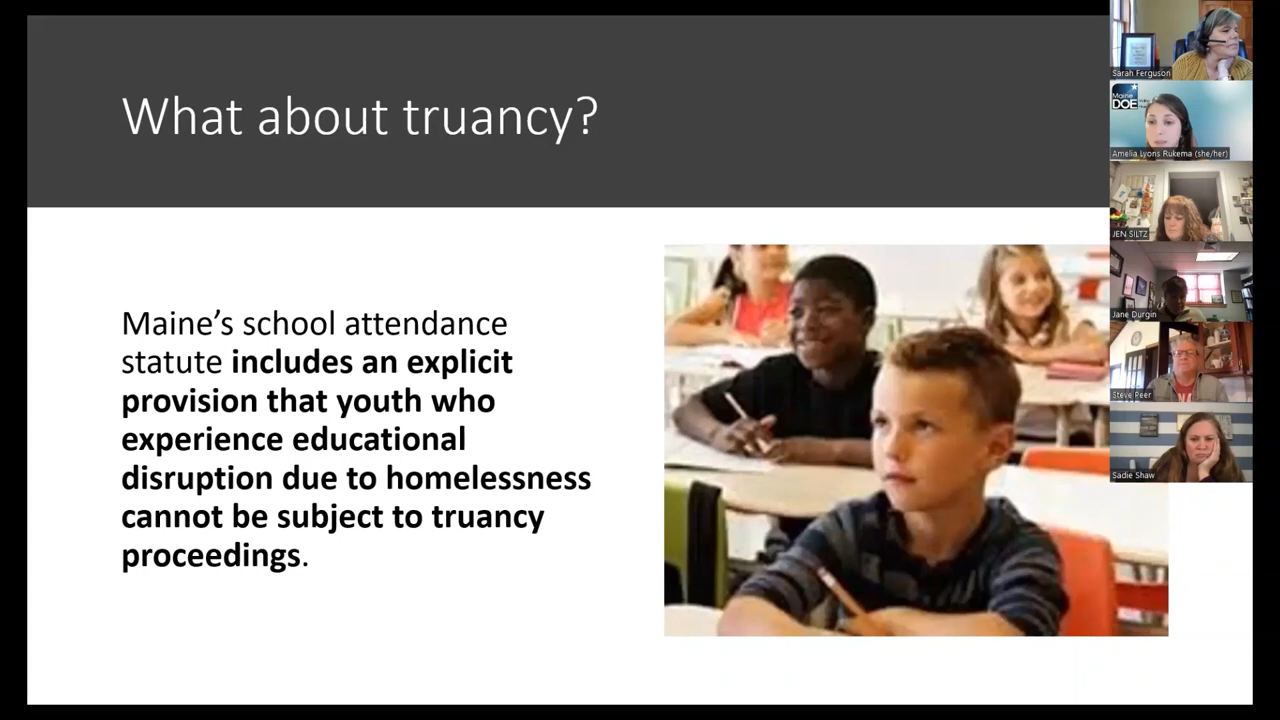 What about truancy?
Maine’s school attendance
statute includes an explicit
provision that youth who
experience educational
disruption due to homelessness
cannot be subject to truancy
proceedings.
Sarah Ferguson
Maine
DOE
Amelia Lyons Rukema (she/her)
JEN SILTZ
Jane Durgin
Steve Peer
Sadie Shaw